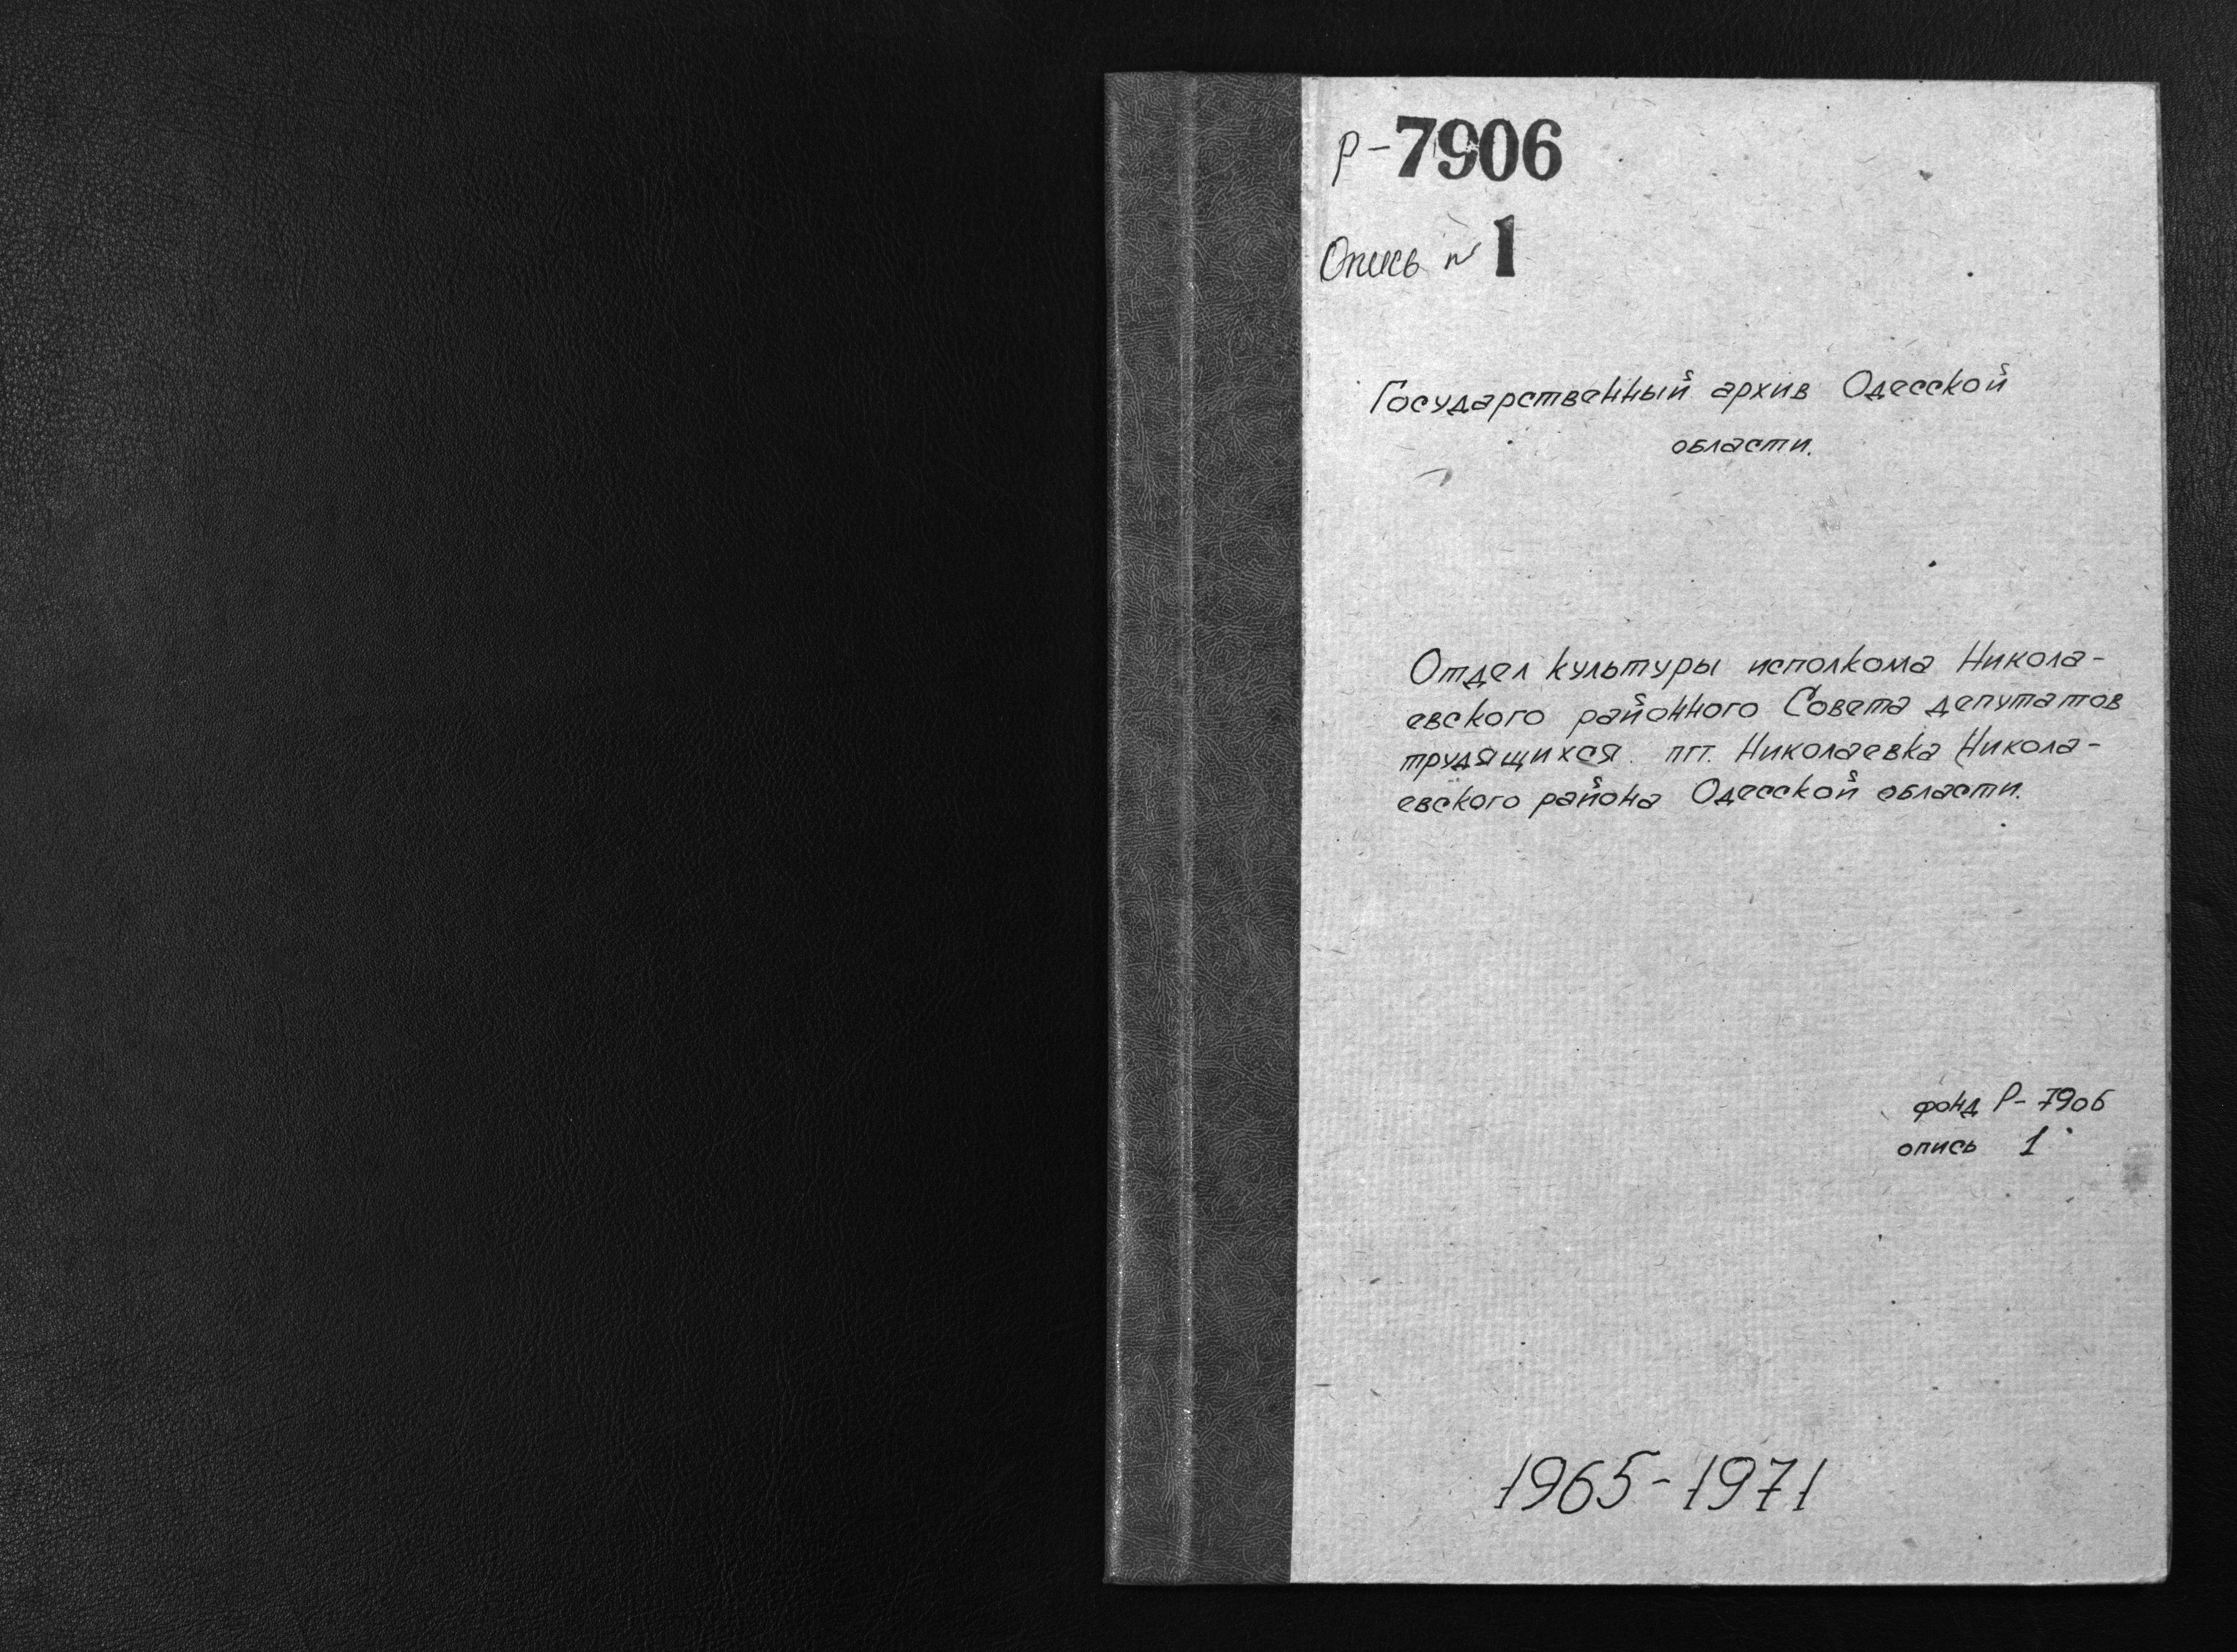 Р-7906
Опись № 1
Государственный архив Одесской
области.
Отдел культуры исполкома Никола-
евского районного Совета депутатов
трудящихся. пгт. Николаевка Никола-
евского района Одесской области.
фонд Р-7906
опись 1
1965-1971